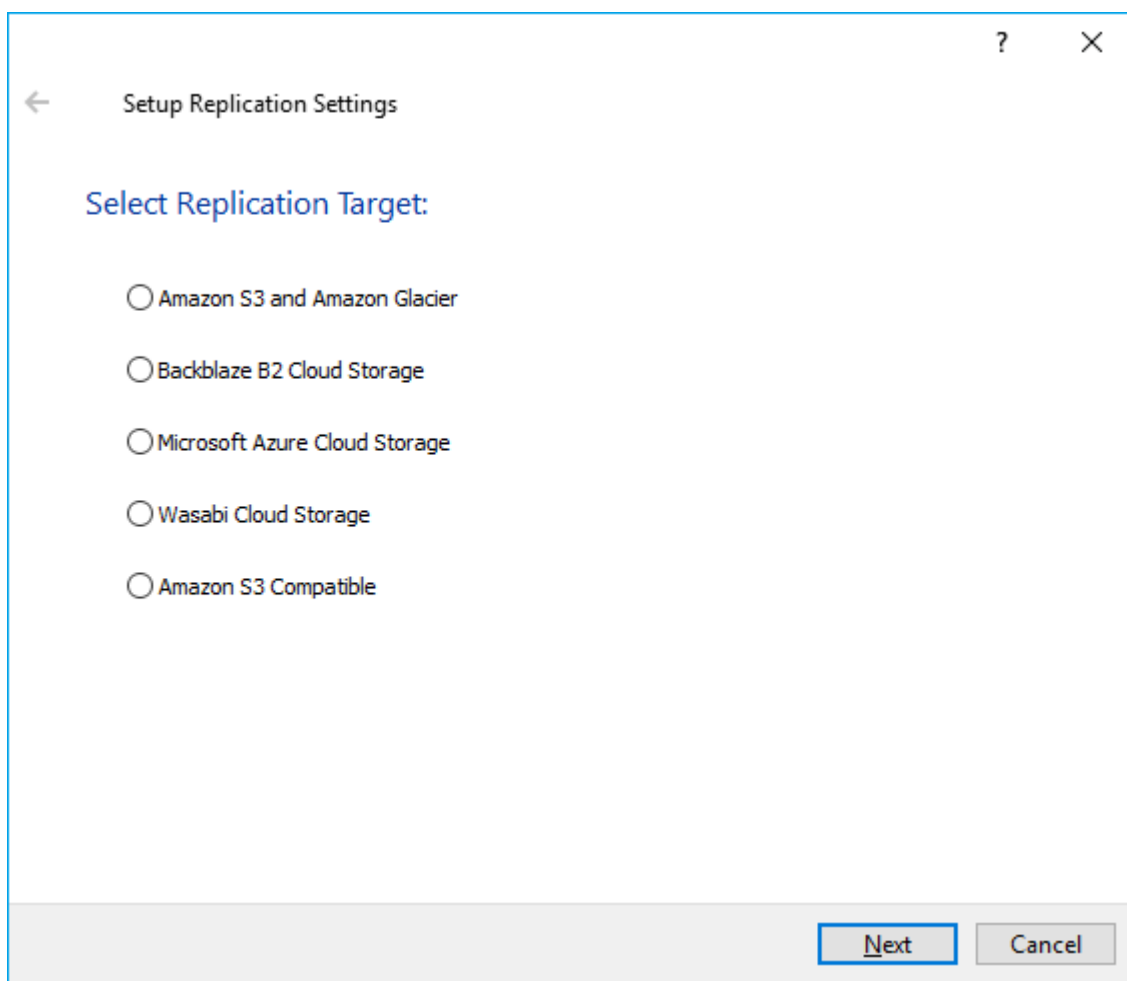 ?
Setup Replication Settings
Select Replication Target:
Amazon S3 and Amazon Glacier
Backblaze B2 Cloud Storage
Microsoft Azure Cloud Storage
Wasabi Cloud Storage
Amazon S3 Compatible
Next Cancel